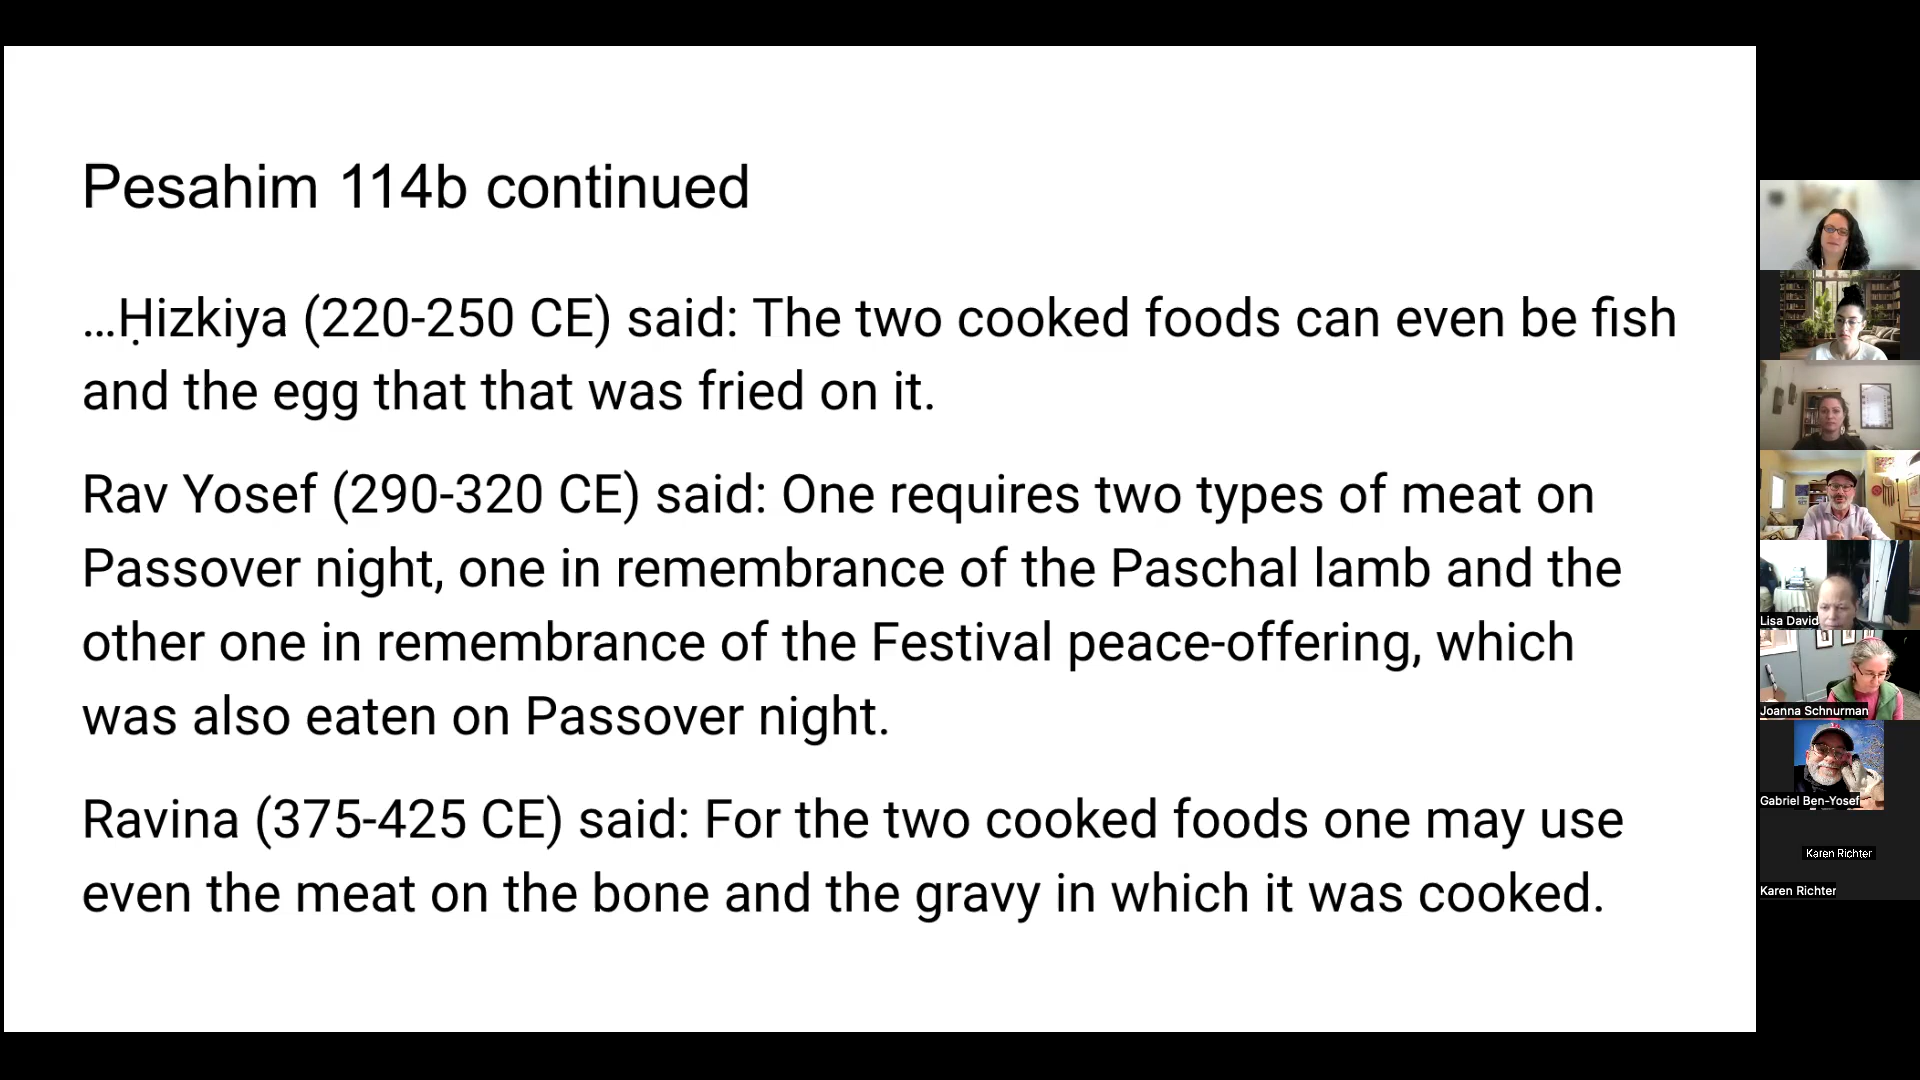 Pesahim 114b continued
…Ḥizkiya (220-250 CE) said: The two cooked foods can even be fish
and the egg that that was fried on it.
Rav Yosef (290-320 CE) said: One requires two types of meat on
Passover night, one in remembrance of the Paschal lamb and the
other one in remembrance of the Festival peace-offering, which
was also eaten on Passover night.
Ravina (375-425 CE) said: For the two cooked foods one may use
even the meat on the bone and the gravy in which it was cooked.
Lisa David
Joanna Schnurman
Gabriel Ben-Yosef
Karen Richter
Karen Richter